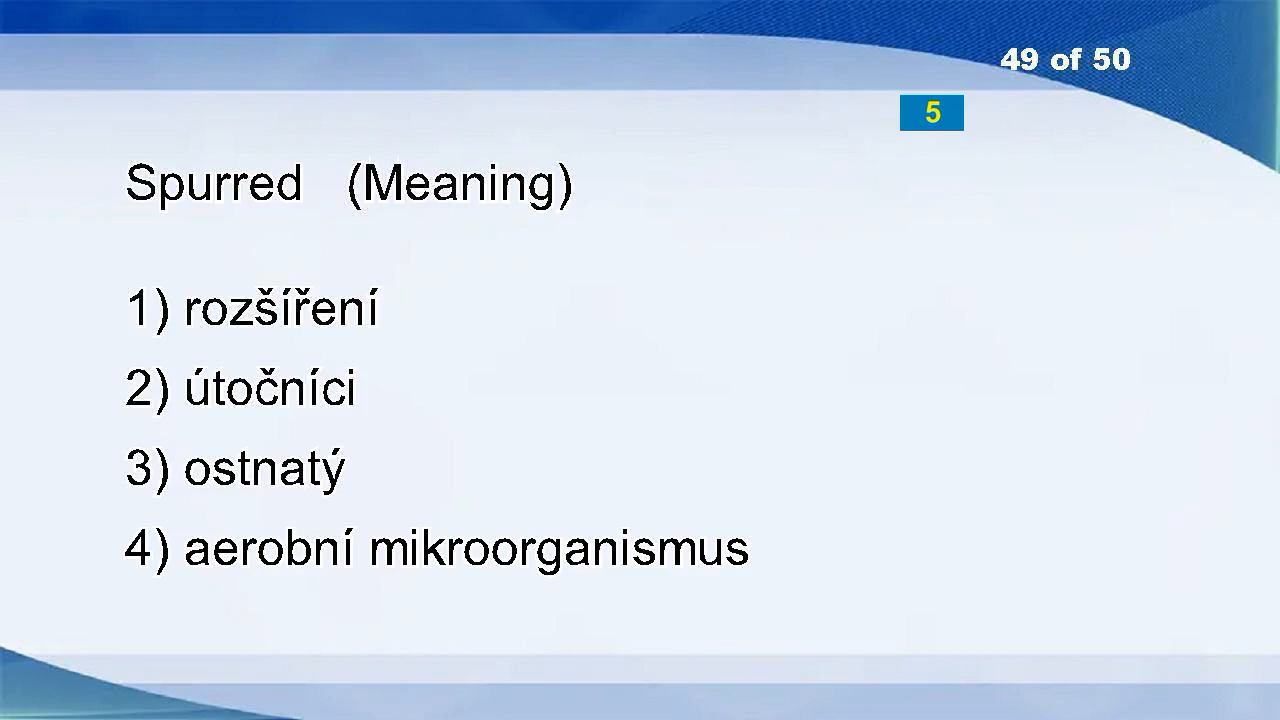 49 of 50
5
Spurred (Meaning)
1) rozšíření
2) útočníci
3) ostnatý
4) aerobní mikroorganismus